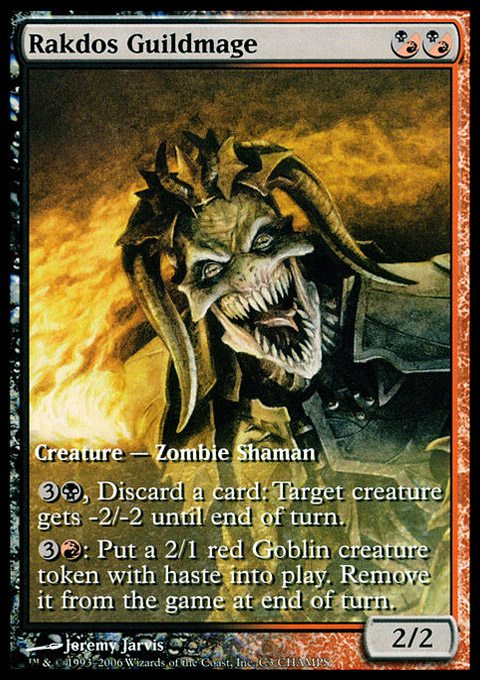 Rakdos Guildmage
Creature — Zombie Shaman
3, Discard a card: Target creature
gets -2/-2 until end of turn.
3: Put a 2/1 red Goblin creature
token with haste into play. Remove
it from the game at end of turn.
Jeremy Jarvis
2/2
™ & © 1993-2006 Wizards of the Coast, Inc. C3 CHAMPS